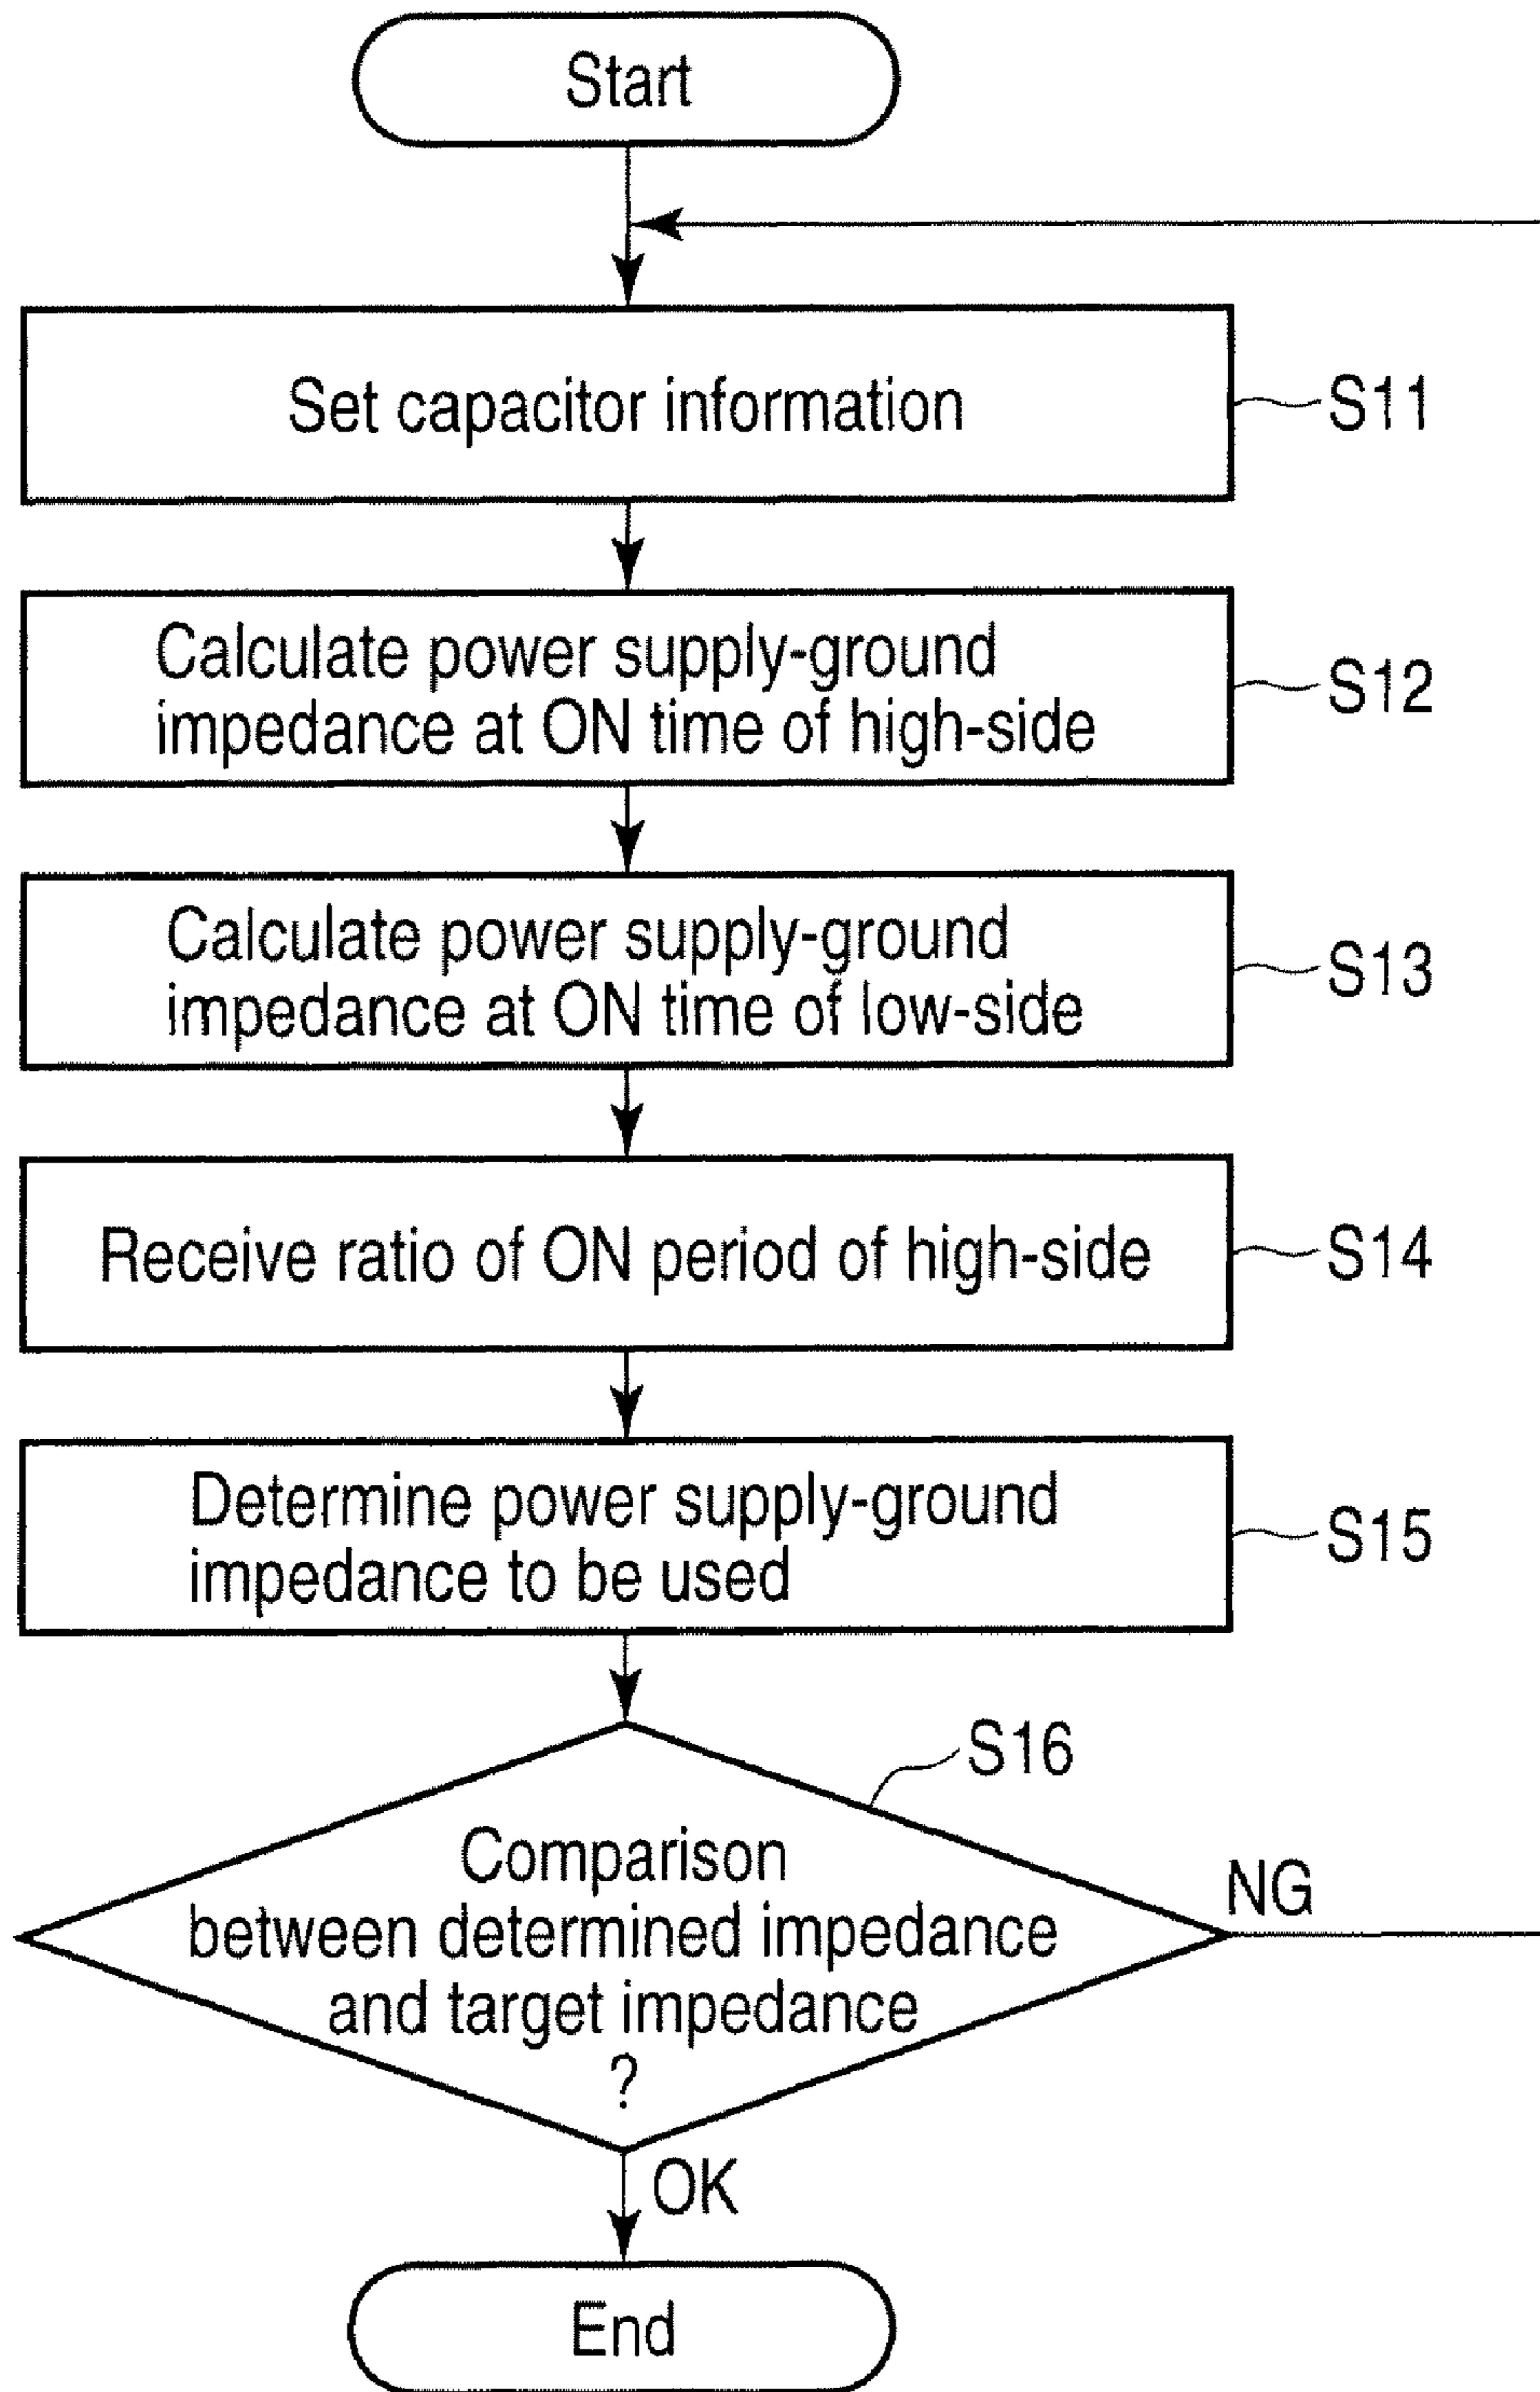 Start
Set capacitor information
S11
Calculate power supply-ground
impedance at ON time of high-side
S12
Calculate power supply-ground
impedance at ON time of low-side
S13
Receive ratio of ON period of high-side
S14
Determine power supply-ground
impedance to be used
S15
S16
Comparison
between determined impedance
and target impedance
?
NG
OK
End